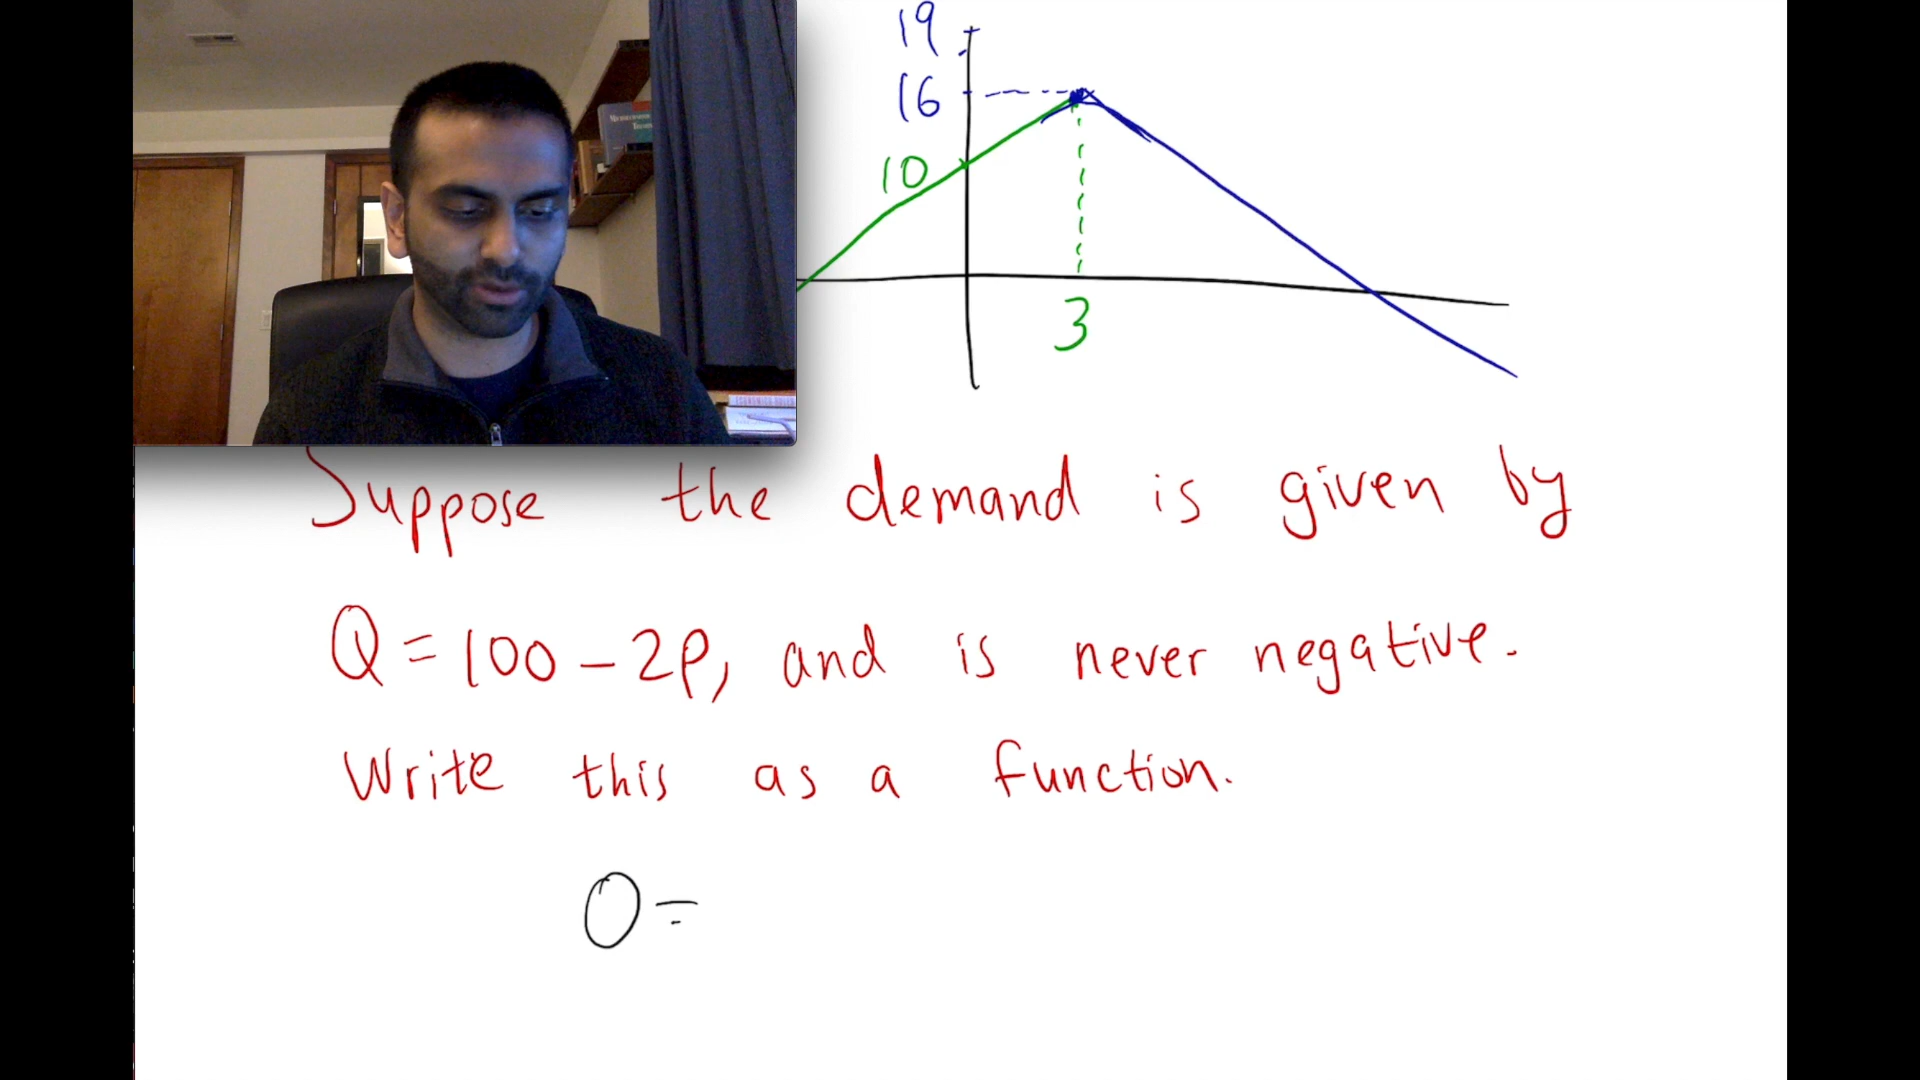 19
16
10
3
Suppose the demand is given by
Q = 100 - 2p, and is never negative.
Write this as a function.
O =